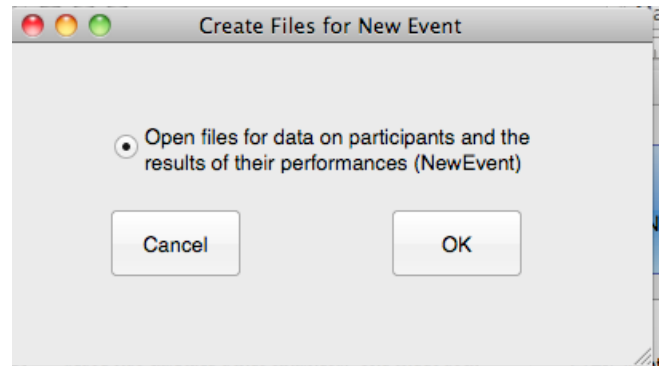 Create Files for New Event
Open files for data on participants and the
results of their performances (NewEvent)
Cancel OK